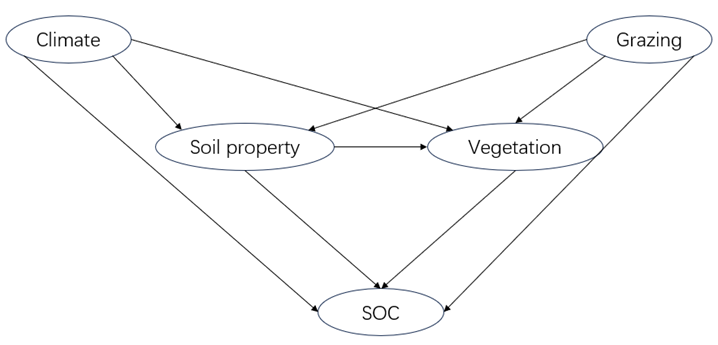 Climate
Grazing
Soil property
Vegetation
SOC